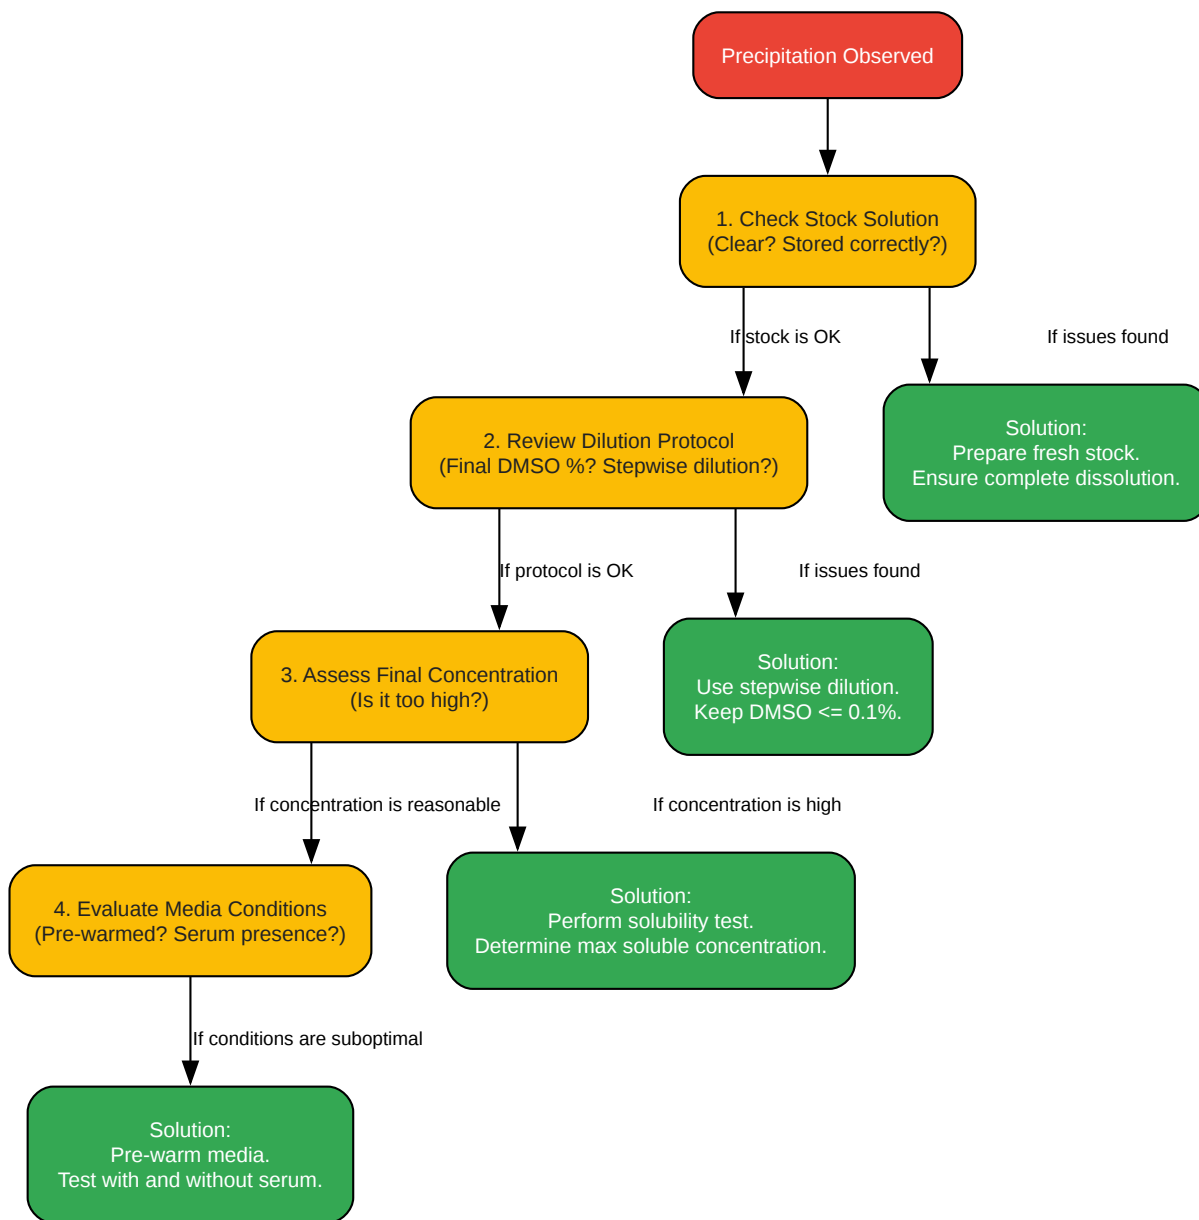 Precipitation Observed
1. Check Stock Solution
(Clear? Stored correctly?)
If stock is OK
If issues found
Solution:
Prepare fresh stock.
Ensure complete dissolution.
2. Review Dilution Protocol
(Final DMSO %? Stepwise dilution?)
If protocol is OK
If issues found
Solution:
Use stepwise dilution.
Keep DMSO <= 0.1%.
3. Assess Final Concentration
(Is it too high?)
If concentration is reasonable
If concentration is high
Solution:
Perform solubility test.
Determine max soluble concentration.
4. Evaluate Media Conditions
(Pre-warmed? Serum presence?)
If conditions are suboptimal
Solution:
Pre-warm media.
Test with and without serum.